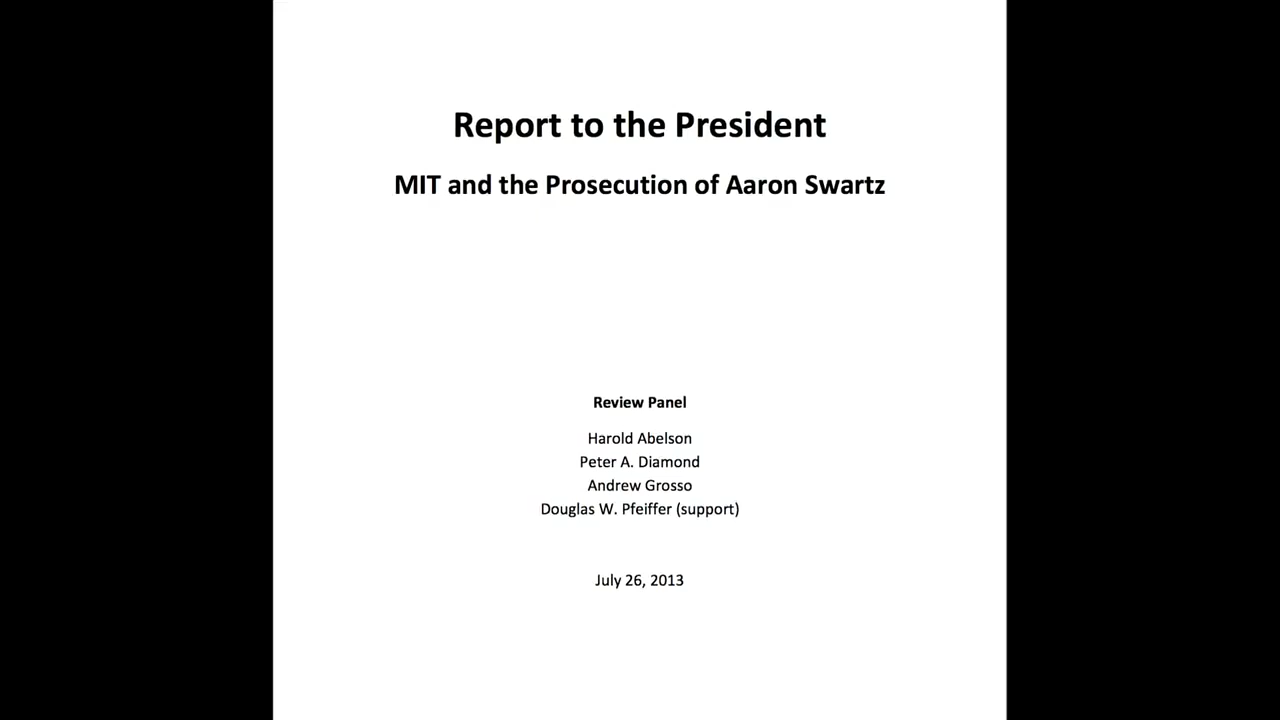 Report to the President
MIT and the Prosecution of Aaron Swartz
Review Panel
Harold Abelson
Peter A. Diamond
Andrew Grosso
Douglas W. Pfeiffer (support)
July 26, 2013